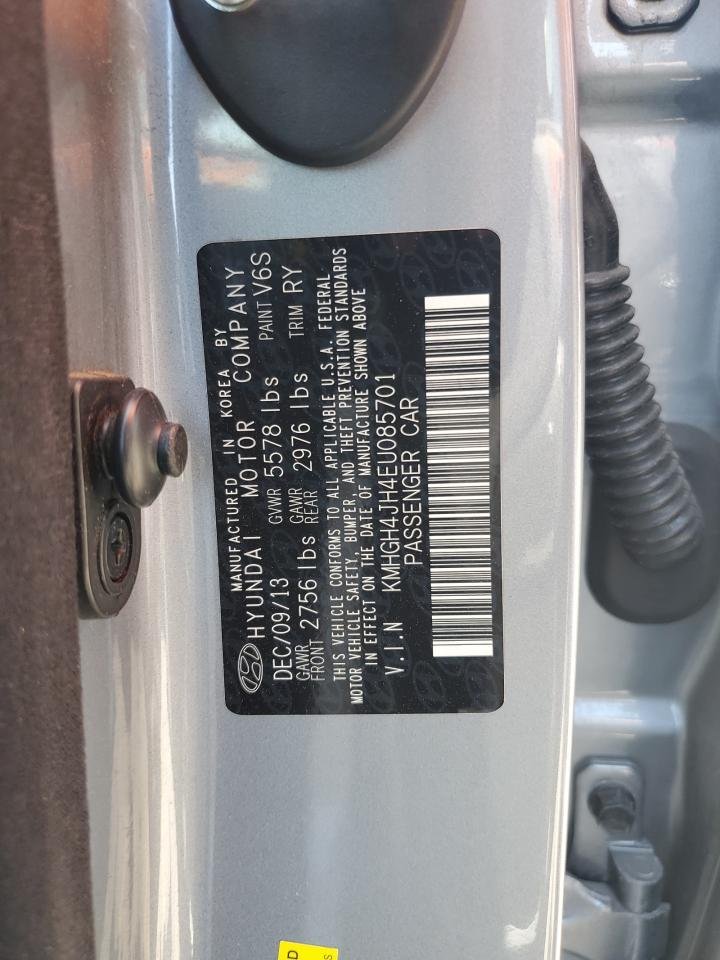 MANUFACTURED IN KOREA BY
HYUNDAI MOTOR COMPANY
DEC/09/13 GVWR 5578 lbs PAINT V6S
GAWR FRONT 2756 lbs GAWR REAR 2976 lbs TRIM RY
THIS VEHICLE CONFORMS TO ALL APPLICABLE U.S.A. FEDERAL
MOTOR VEHICLE SAFETY, BUMPER, AND THEFT PREVENTION STANDARDS
IN EFFECT ON THE DATE OF MANUFACTURE SHOWN ABOVE
V.I.N KMHGH4JH4EU085701
PASSENGER CAR